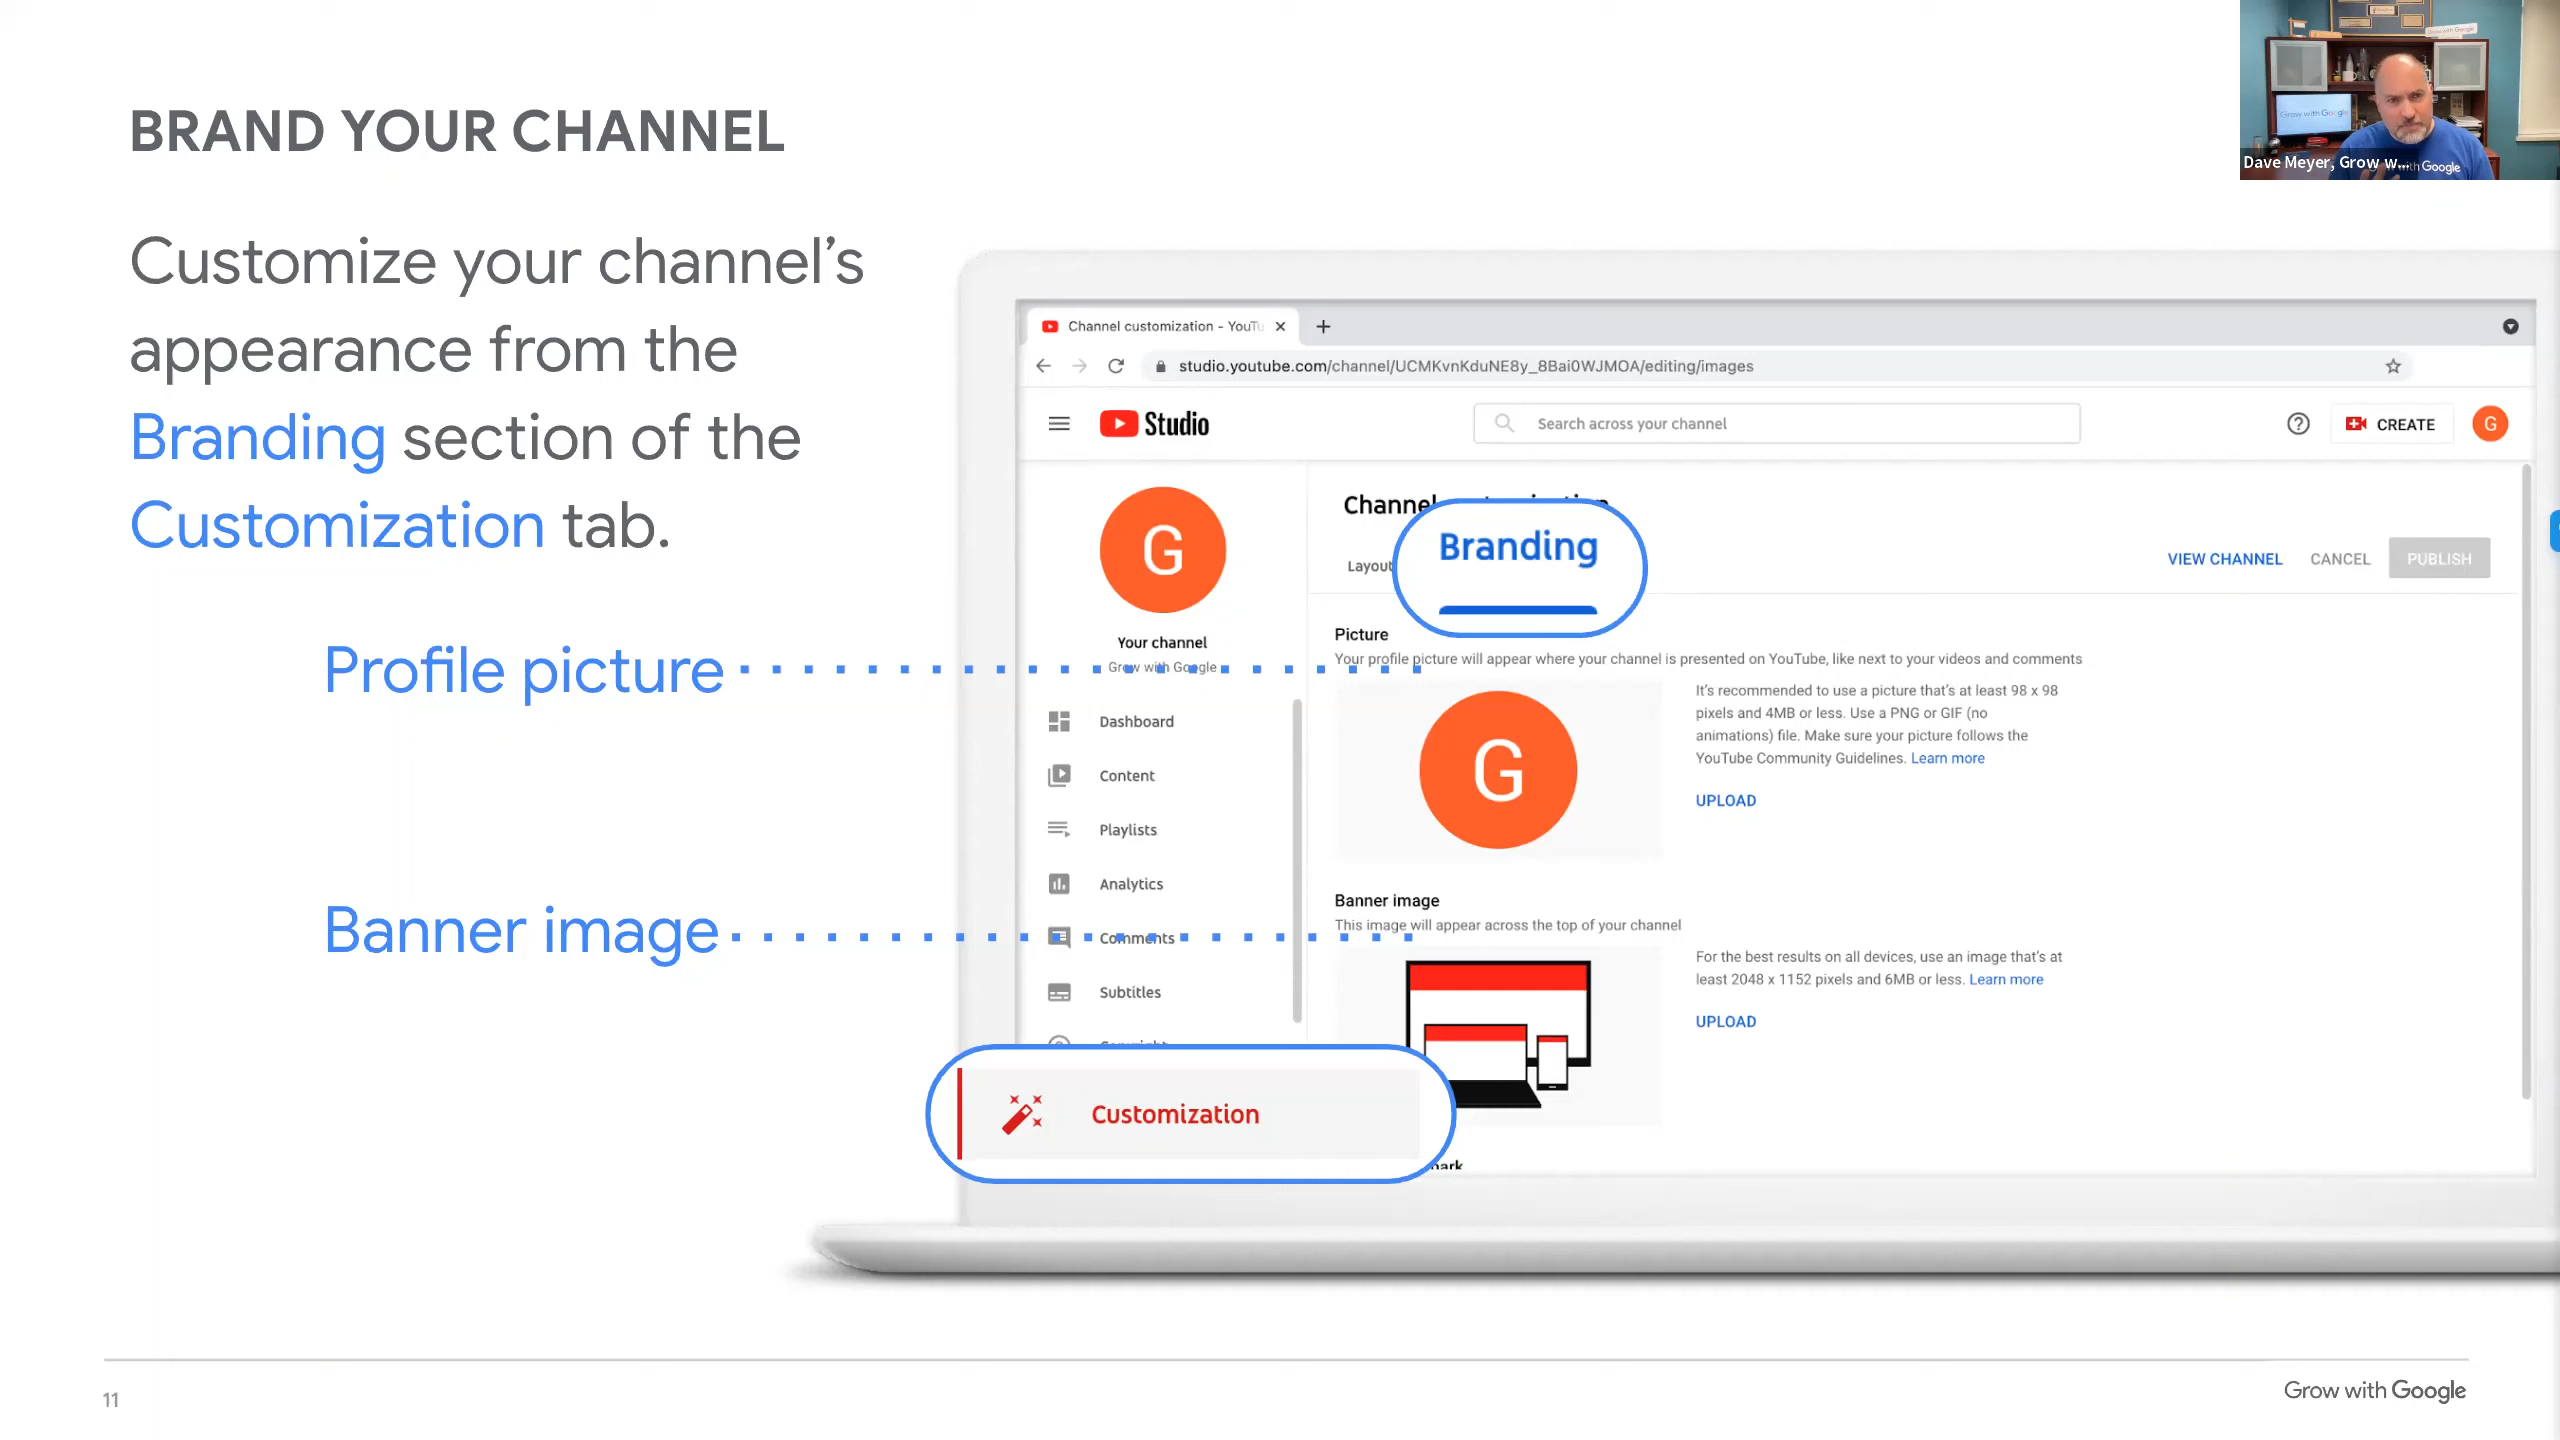 BRAND YOUR CHANNEL
Customize your channel's
appearance from the
Branding section of the
Customization tab.
Profile picture
Banner image
Grow with Google
Dave Meyer, Grow w...
with Google
Channel customization - YouTu
studio.youtube.com/channel/UCMKvnKduNE8y_8Bai0WJMOA/editing/images
Studio
Search across your channel
CREATE
G
G
Your channel
Grow with Google
Dashboard
Content
Playlists
Analytics
Comments
Subtitles
Customization
Layout
Branding
VIEW CHANNEL
CANCEL
PUBLISH
Picture
Your profile picture will appear where your channel is presented on YouTube, like next to your videos and comments
G
It's recommended to use a picture that's at least 98 x 98
pixels and 4MB or less. Use a PNG or GIF (no
animations) file. Make sure your picture follows the
YouTube Community Guidelines. Learn more
UPLOAD
Banner image
This image will appear across the top of your channel
For the best results on all devices, use an image that's at
least 2048 x 1152 pixels and 6MB or less. Learn more
UPLOAD
11
Grow with Google